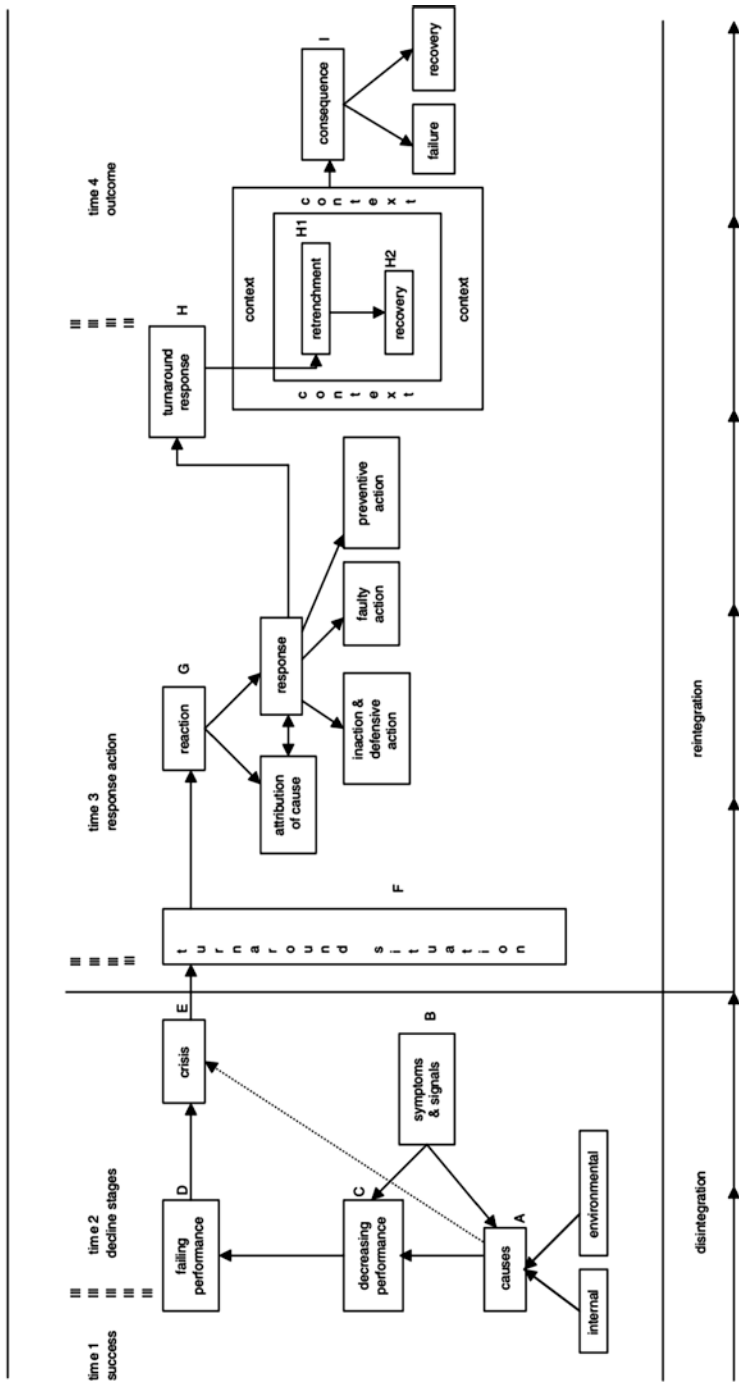 time 1
success
time 2
decline stages
time 3
response action
time 4
outcome
failing
performance
D
crisis
E
decreasing
performance
C
symptoms
& signals
B
causes
A
internal
environmental
turnaround situation
F
reaction
G
attribution
of cause
response
inaction &
defensive
action
faulty
action
preventive
action
turnaround
response
H
context
context
retrenchment
H1
recovery
H2
context
context
consequence
I
failure
recovery
disintegration
reintegration